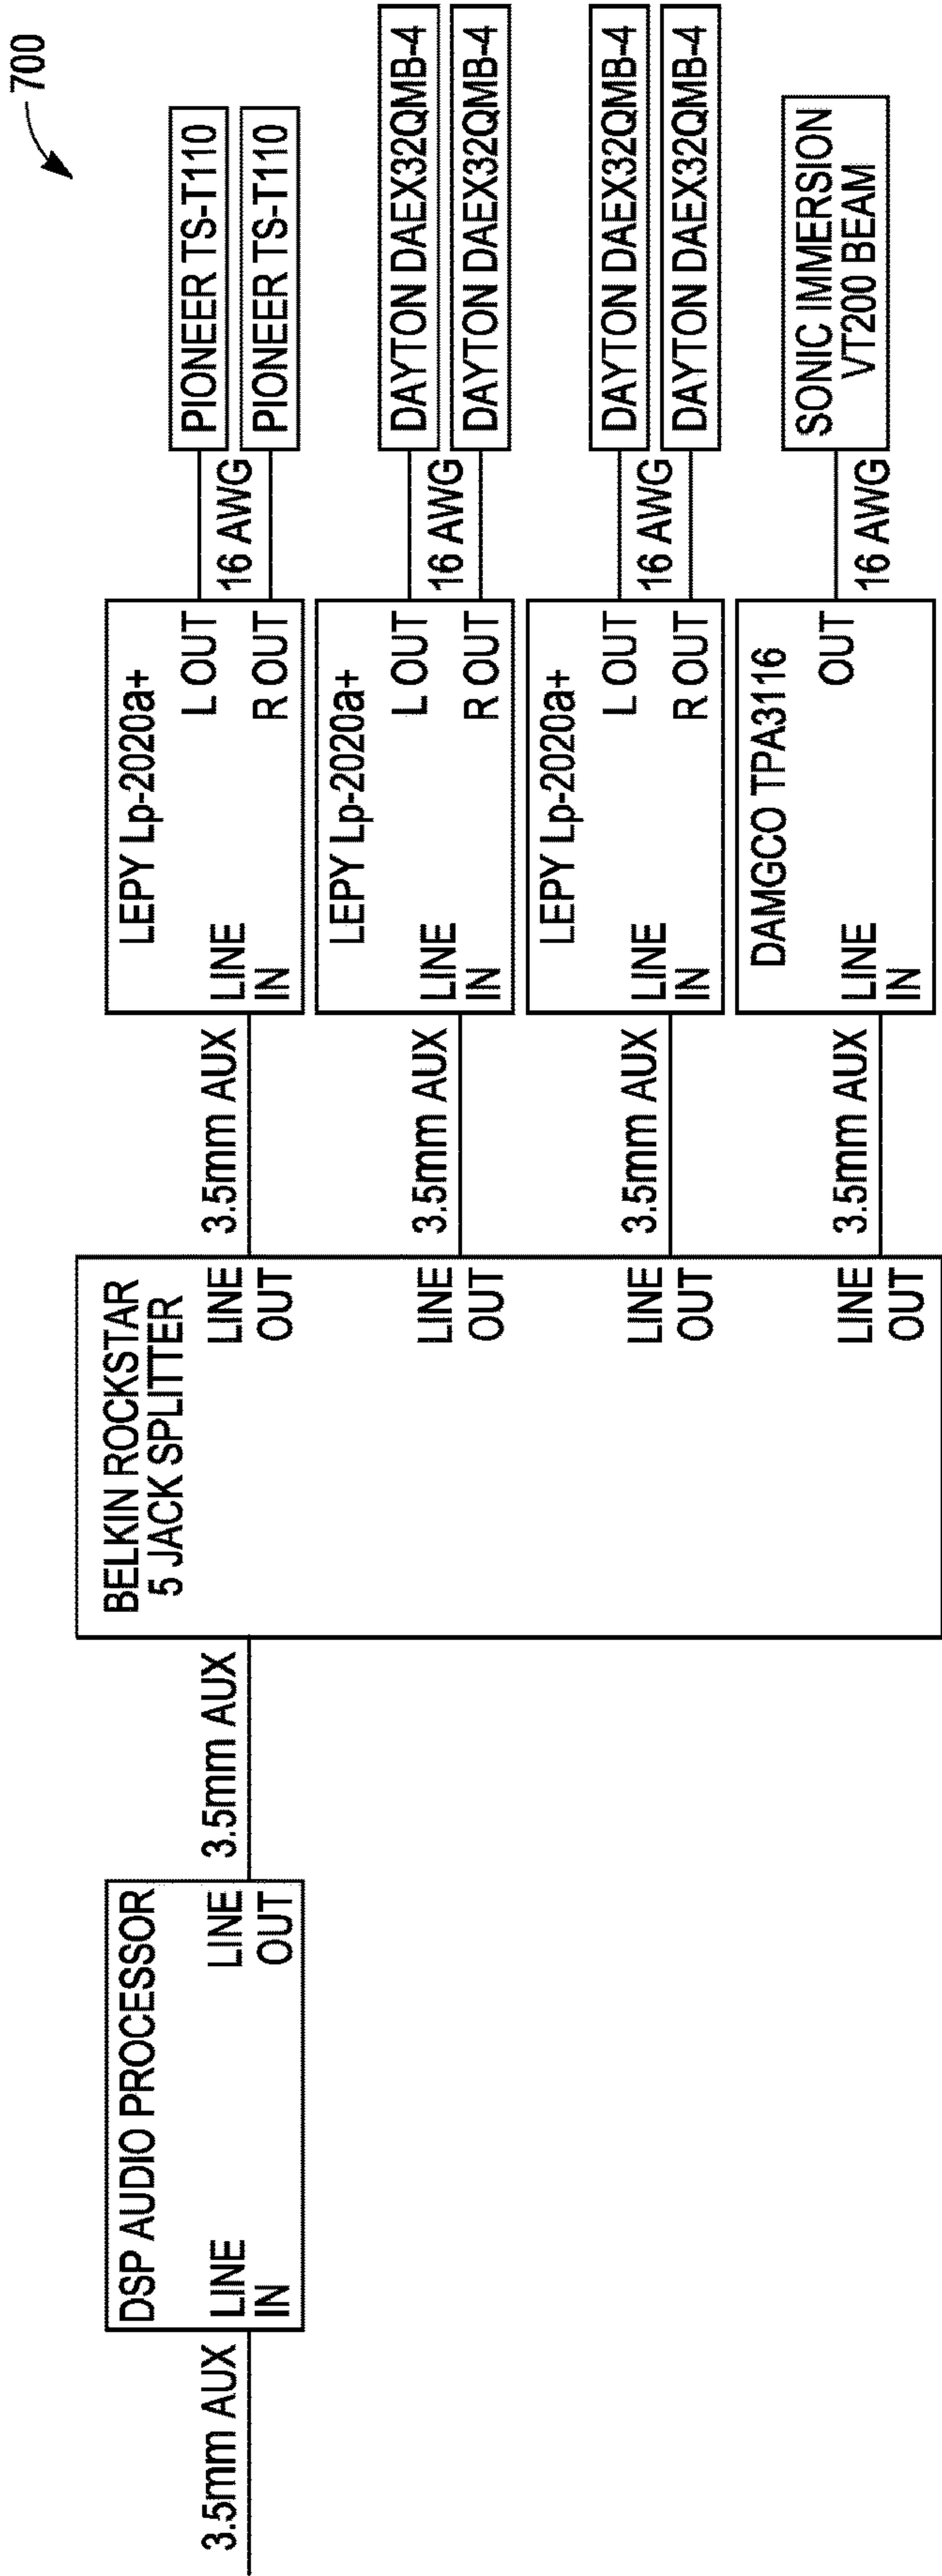 700
3.5mm AUX
DSP AUDIO PROCESSOR
LINE
IN
LINE
OUT
3.5mm AUX
BELKIN ROCKSTAR
5 JACK SPLITTER
LINE
OUT
3.5mm AUX
LEPY Lp-2020a+
LINE
IN
L OUT
R OUT
16 AWG
PIONEER TS-T110
PIONEER TS-T110
LINE
OUT
3.5mm AUX
LEPY Lp-2020a+
LINE
IN
L OUT
R OUT
16 AWG
DAYTON DAEX32QMB-4
DAYTON DAEX32QMB-4
LINE
OUT
3.5mm AUX
LEPY Lp-2020a+
LINE
IN
L OUT
R OUT
16 AWG
DAYTON DAEX32QMB-4
DAYTON DAEX32QMB-4
LINE
OUT
3.5mm AUX
DAMGCO TPA3116
LINE
IN
OUT
16 AWG
SONIC IMMERSION
VT200 BEAM